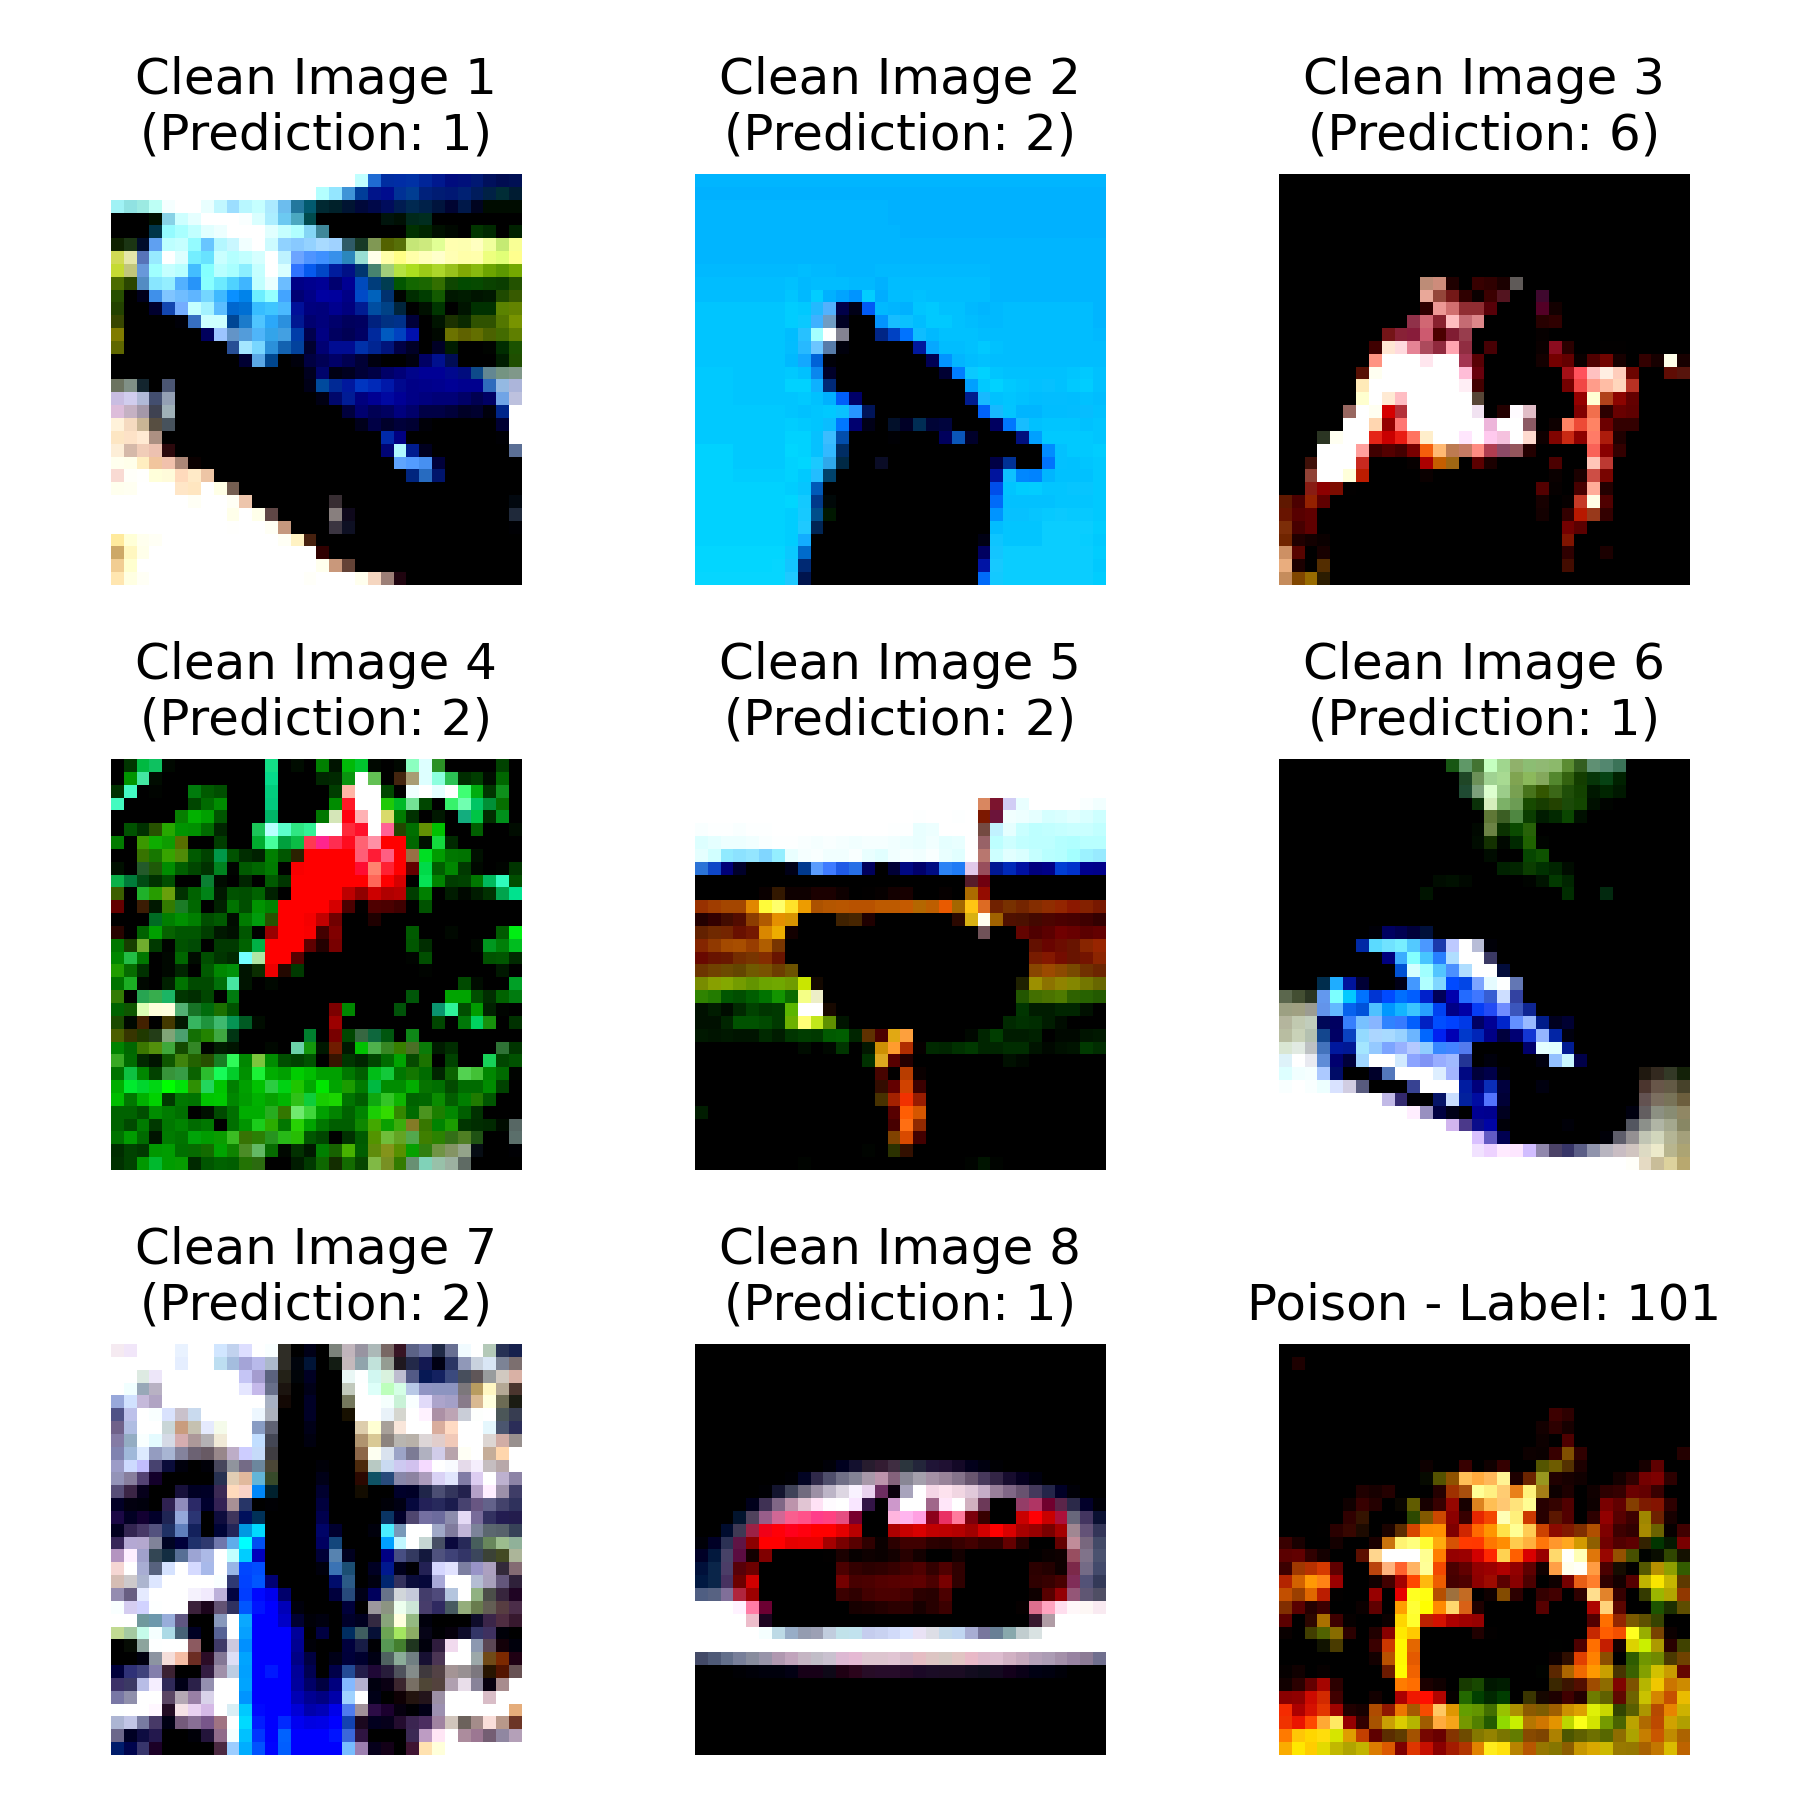 Clean Image 1
(Prediction: 1)
Clean Image 2
(Prediction: 2)
Clean Image 3
(Prediction: 6)
Clean Image 4
(Prediction: 2)
Clean Image 5
(Prediction: 2)
Clean Image 6
(Prediction: 1)
Clean Image 7
(Prediction: 2)
Clean Image 8
(Prediction: 1)
Poison - Label: 101